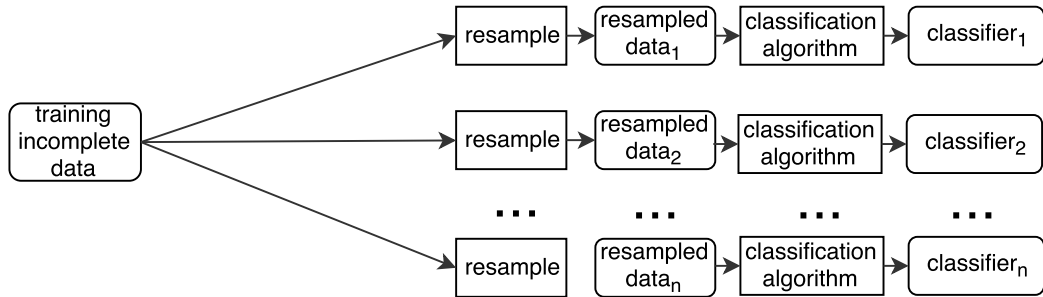 resample
resampled
data₁
classification
algorithm
classifier₁
training
incomplete
data
resample
resampled
data₂
classification
algorithm
classifier₂
... ... ... ...
resample
resampled
dataₙ
classification
algorithm
classifierₙ